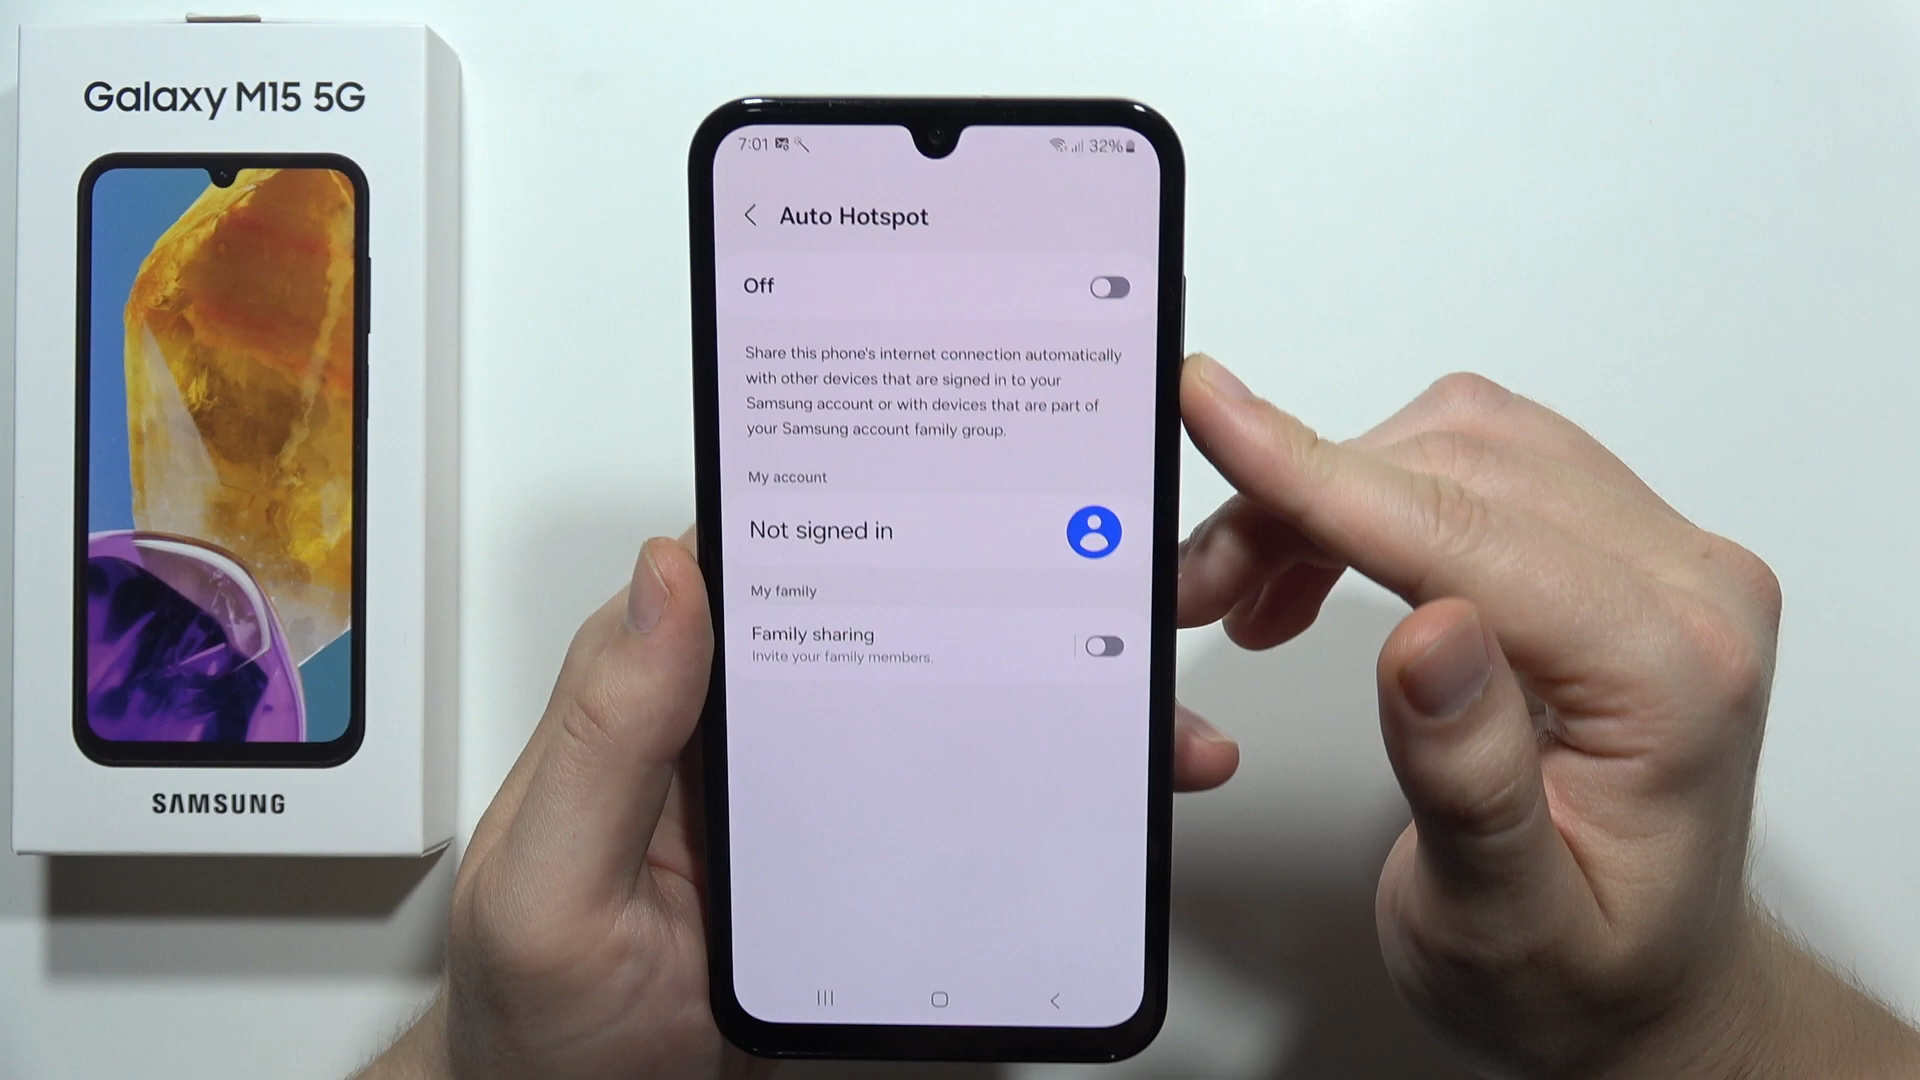 Galaxy M15 5G
SAMSUNG
7:01
32%
Auto Hotspot
Off
Share this phone's internet connection automatically
with other devices that are signed in to your
Samsung account or with devices that are part of
your Samsung account family group.
My account
Not signed in
My family
Family sharing
Invite your family members.